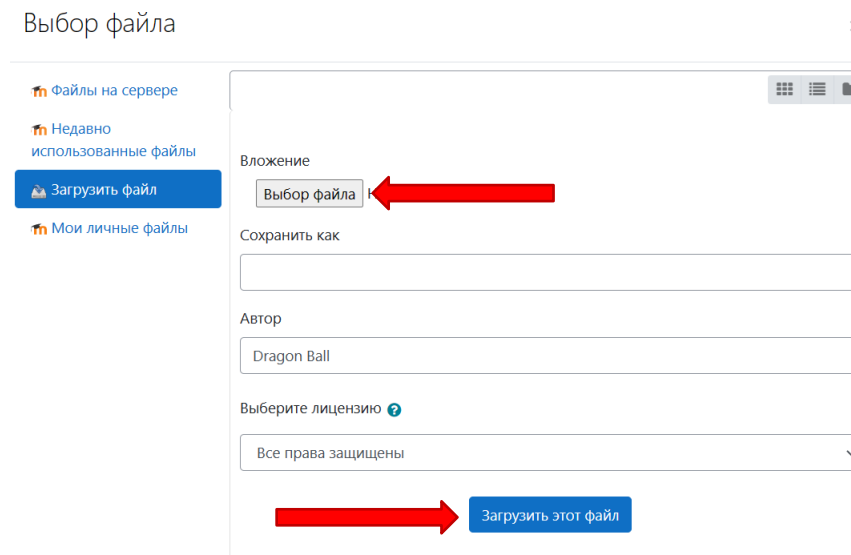 Выбор файла
Файлы на сервере
Недавно
использованные файлы
Загрузить файл
Мои личные файлы
Вложение
Выбор файла
Сохранить как
Автор
Dragon Ball
Выберите лицензию
Все права защищены
Загрузить этот файл